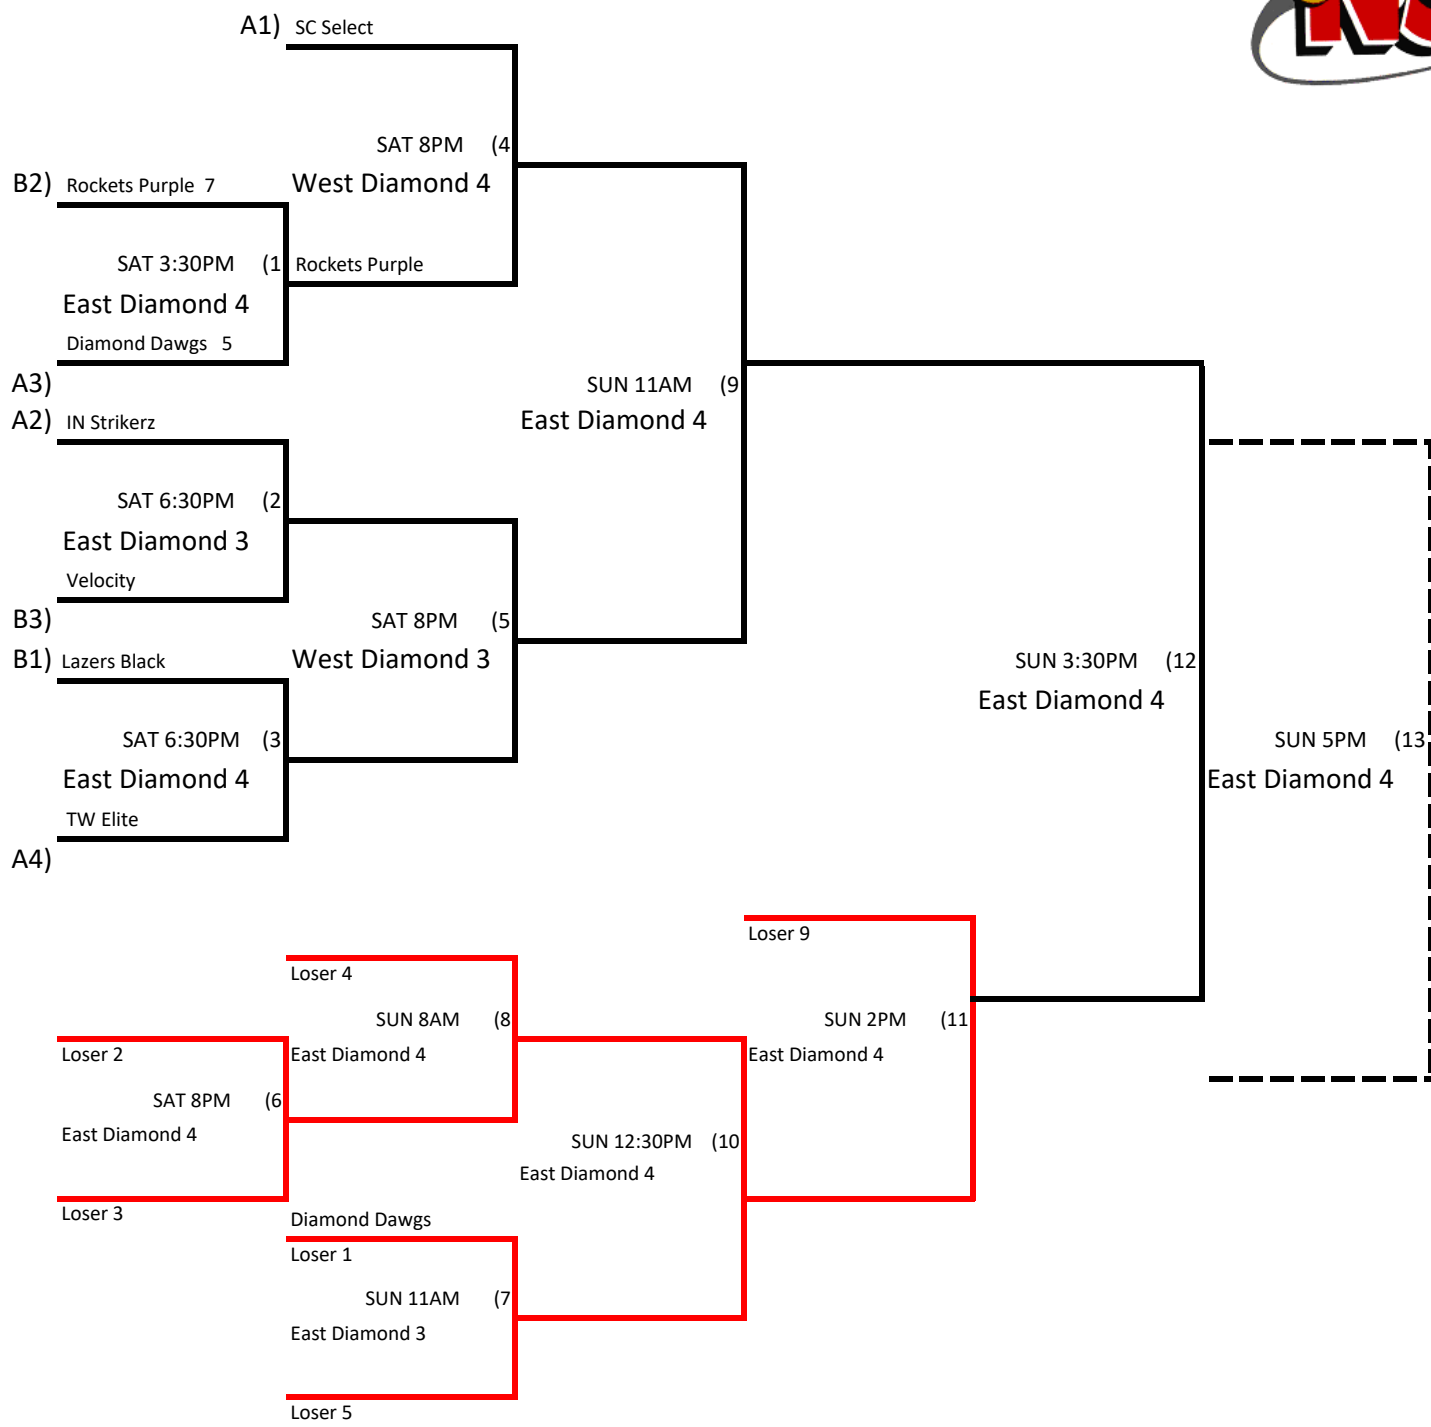 A1) SC Select
SAT 8PM (4
B2) Rockets Purple 7
West Diamond 4
SAT 3:30PM (1
Rockets Purple
East Diamond 4
Diamond Dawgs 5
A3)
SUN 11AM (9
A2) IN Strikerz
East Diamond 4
SAT 6:30PM (2
East Diamond 3
Velocity
B3)
SAT 8PM (5
B1) Lazers Black
West Diamond 3
SUN 3:30PM (12
East Diamond 4
SAT 6:30PM (3
SUN 5PM (13
East Diamond 4
East Diamond 4
TW Elite
A4)
Loser 9
Loser 4
SUN 8AM (8
SUN 2PM (11
Loser 2
East Diamond 4
East Diamond 4
SAT 8PM (6
East Diamond 4
SUN 12:30PM (10
East Diamond 4
Loser 3
Diamond Dawgs
Loser 1
SUN 11AM (7
East Diamond 3
Loser 5